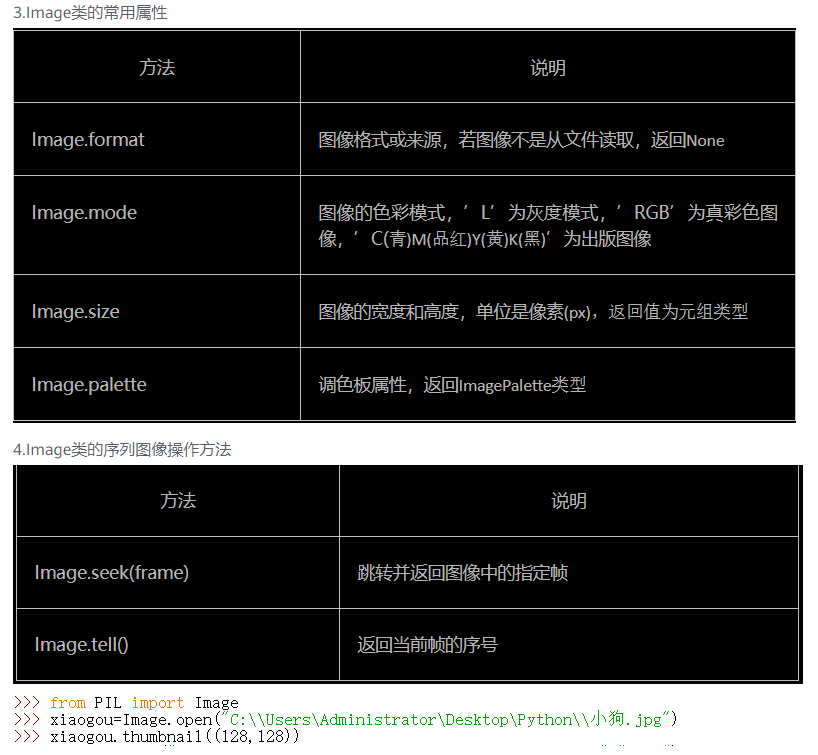 3.Image类的常用属性
方法 说明
Image.format 图像格式或来源，若图像不是从文件读取，返回None
Image.mode 图像的色彩模式，’L’为灰度模式，’RGB’为真彩色图
像，’C(青)M(品红)Y(黄)K(黑)’为出版图像
Image.size 图像的宽度和高度，单位是像素(px)，返回值为元组类型
Image.palette 调色板属性，返回ImagePalette类型
4.Image类的序列图像操作方法
方法 说明
Image.seek(frame) 跳转并返回图像中的指定帧
Image.tell() 返回当前帧的序号
>>> from PIL import Image
>>> xiaogou=Image.open("C:\\Users\Administrator\Desktop\Python\\小狗.jpg")
>>> xiaogou.thumbnail((128,128))